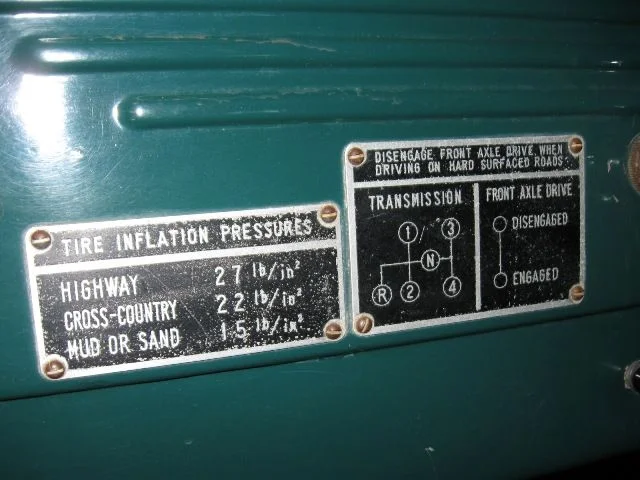 TIRE INFLATION PRESSURES
HIGHWAY 27 lb/in²
CROSS-COUNTRY 22 lb/in²
MUD OR SAND 15 lb/in²
DISENGAGE FRONT AXLE DRIVE WHEN
DRIVING ON HARD SURFACED ROADS
TRANSMISSION
1 3
N
R 2 4
FRONT AXLE DRIVE
DISENGAGED
ENGAGED